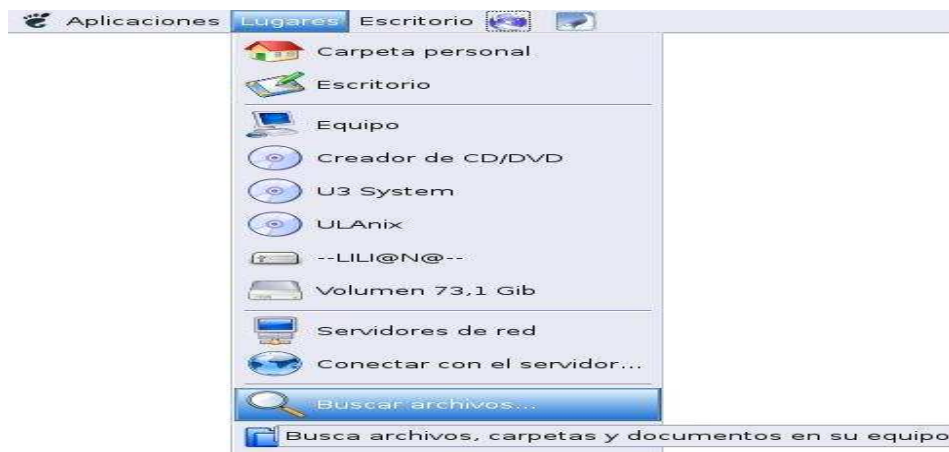 Aplicaciones Lugares Escritorio
Carpeta personal
Escritorio
Equipo
Creador de CD/DVD
U3 System
ULAnix
--LILI@N@--
Volumen 73,1 Gib
Servidores de red
Conectar con el servidor...
Buscar archivos...
Busca archivos, carpetas y documentos en su equipo